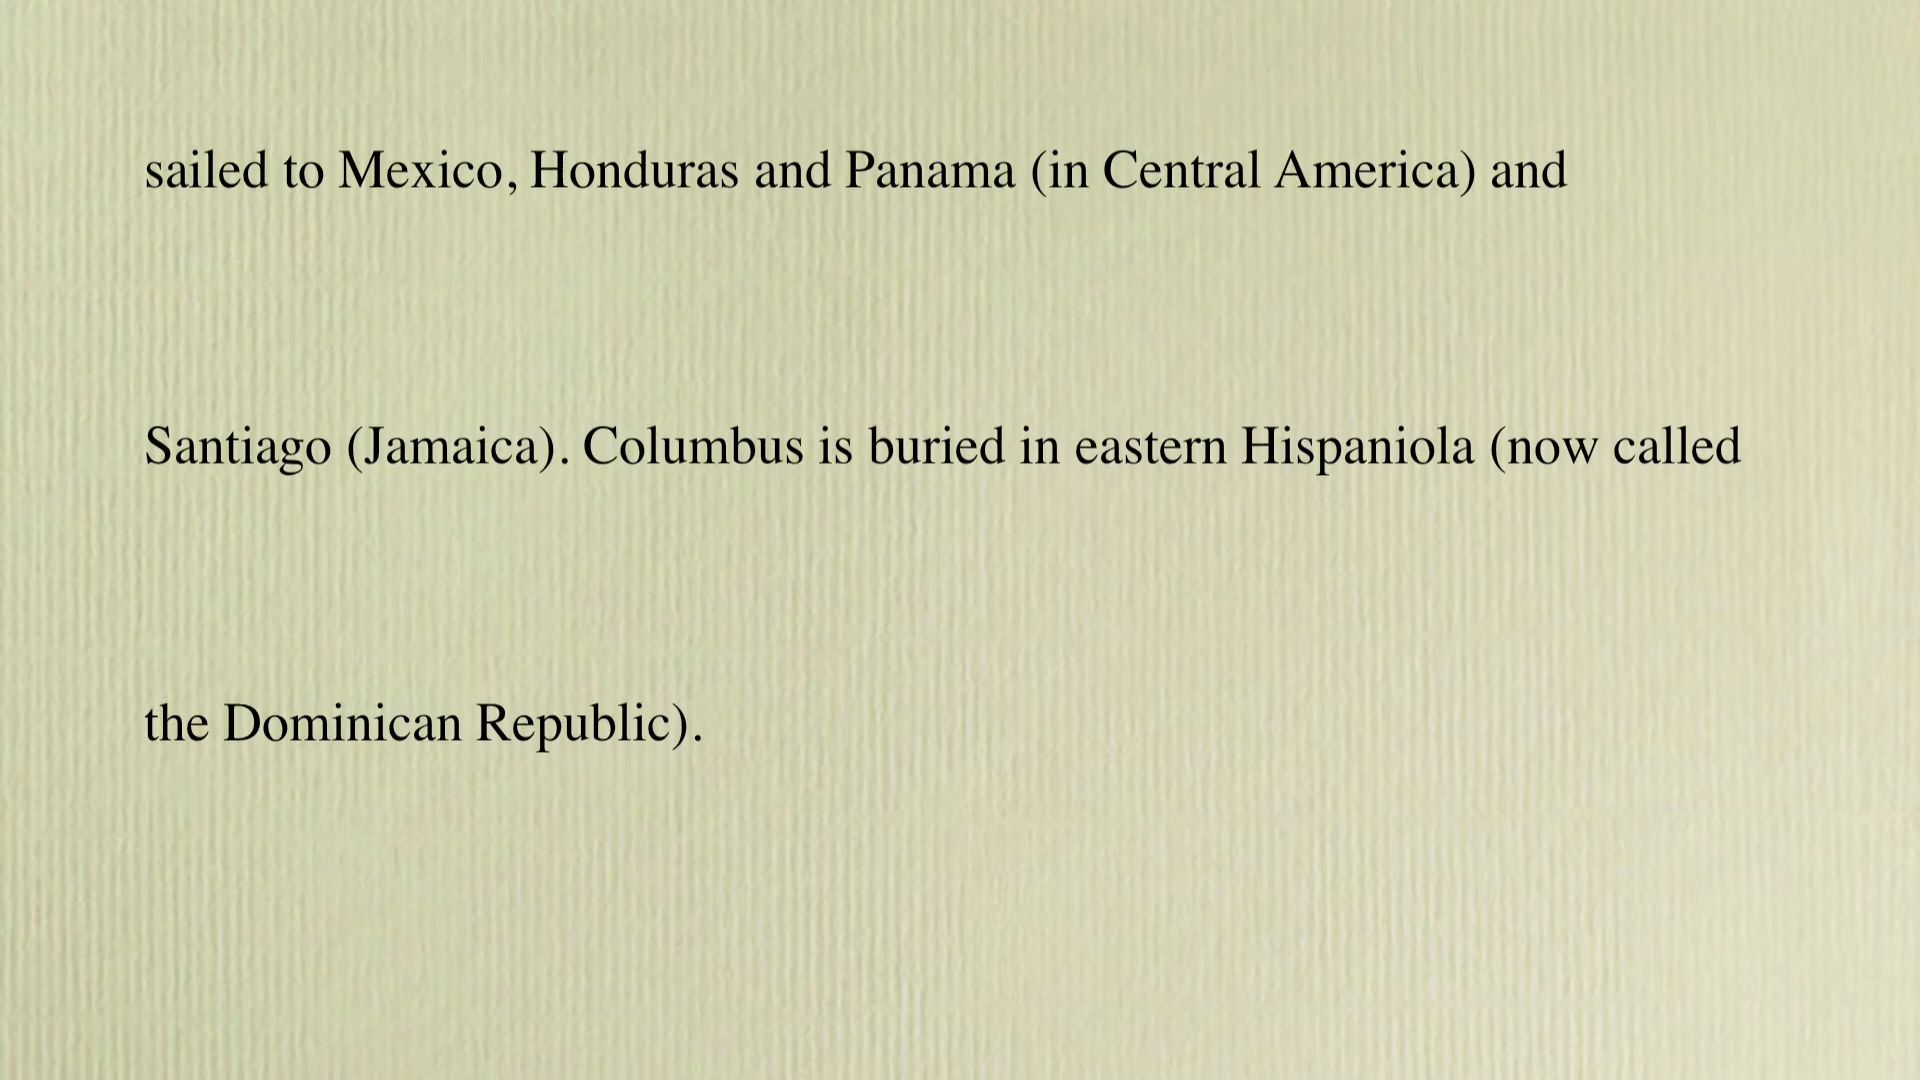 sailed to Mexico, Honduras and Panama (in Central America) and
Santiago (Jamaica). Columbus is buried in eastern Hispaniola (now called
the Dominican Republic).